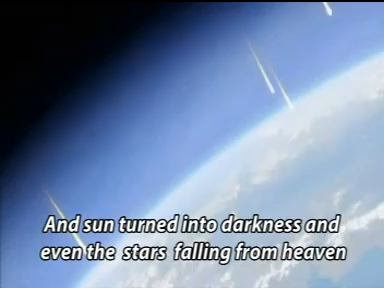 And sun turned into darkness and
even the stars falling from heaven